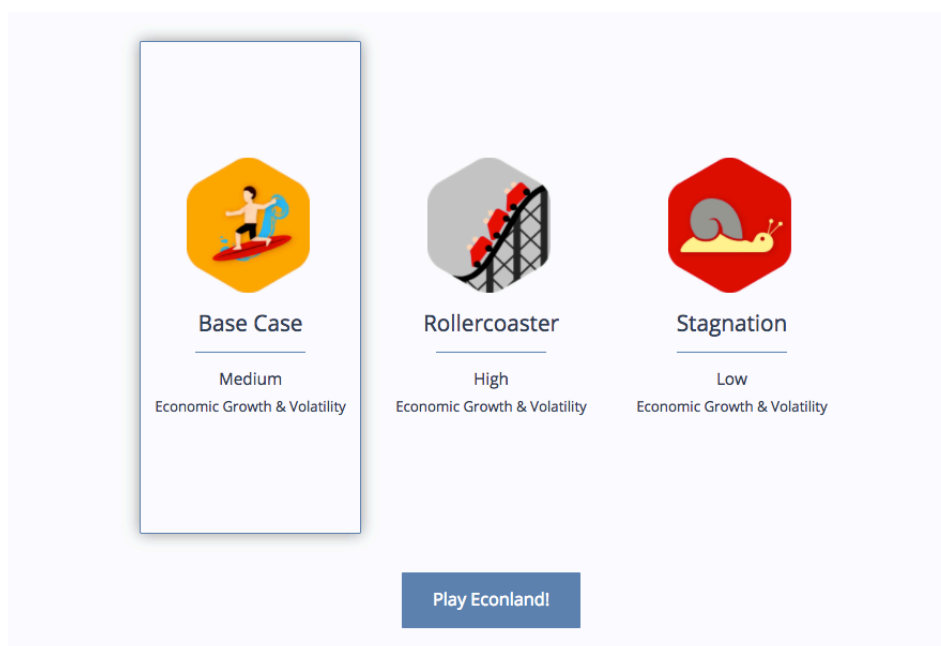 Base Case
Medium
Economic Growth & Volatility
Rollercoaster
High
Economic Growth & Volatility
Stagnation
Low
Economic Growth & Volatility
Play Econland!